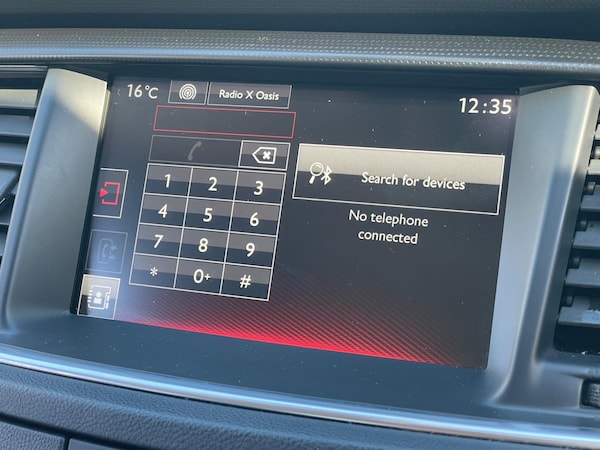 16°C
Radio X Oasis
12:35
Search for devices
No telephone
connected
1 2 3
4 5 6
7 8 9
* 0+ #